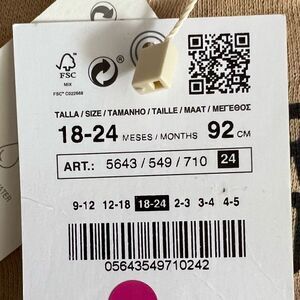 FSC
MIX
FSC® C022668
TALLA / SIZE / TAMANHO / TAILLE / MAAT / ΜΕΓΕΘΟΣ
18-24 MESES / MONTHS 92 CM
ART.: 5643 / 549 / 710 24
9-12 12-18 18-24 2-3 3-4 4-5
05643549710242